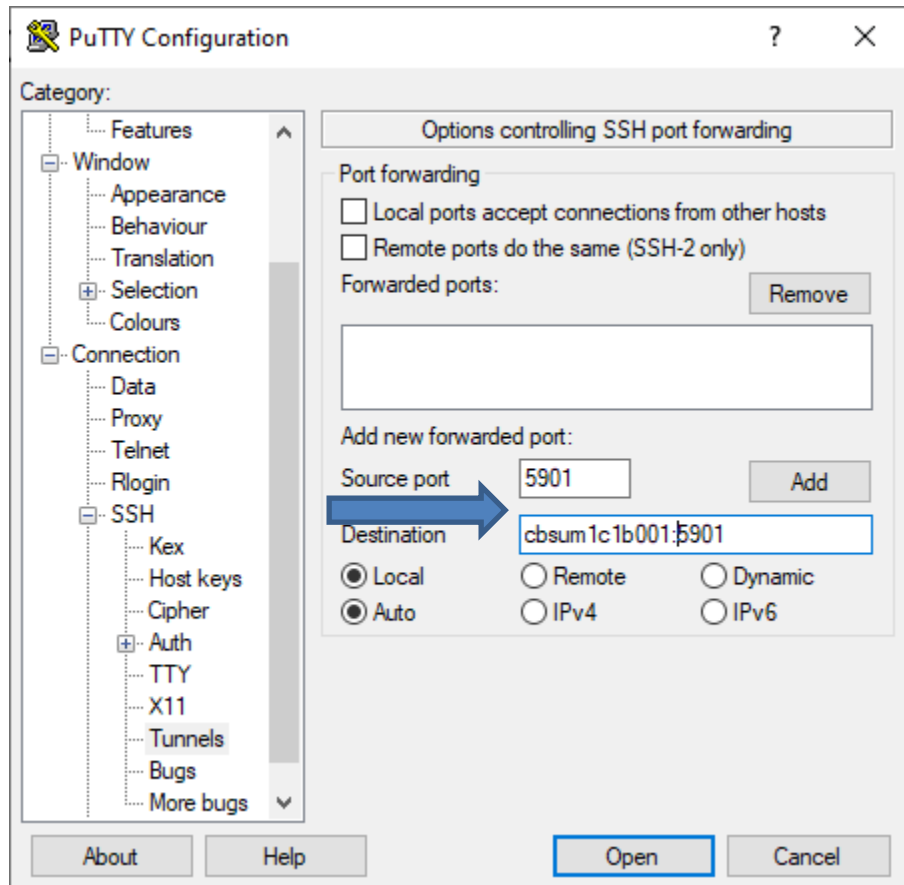 PuTTY Configuration
?
Category:
Features
Window
Appearance
Behaviour
Translation
Selection
Colours
Connection
Data
Proxy
Telnet
Rlogin
SSH
Kex
Host keys
Cipher
Auth
TTY
X11
Tunnels
Bugs
More bugs
Options controlling SSH port forwarding
Port forwarding
Local ports accept connections from other hosts
Remote ports do the same (SSH-2 only)
Forwarded ports:
Remove
Add new forwarded port:
Source port 5901 Add
Destination cbsum1c1b001:5901
Local Remote Dynamic
Auto IPv4 IPv6
About Help Open Cancel